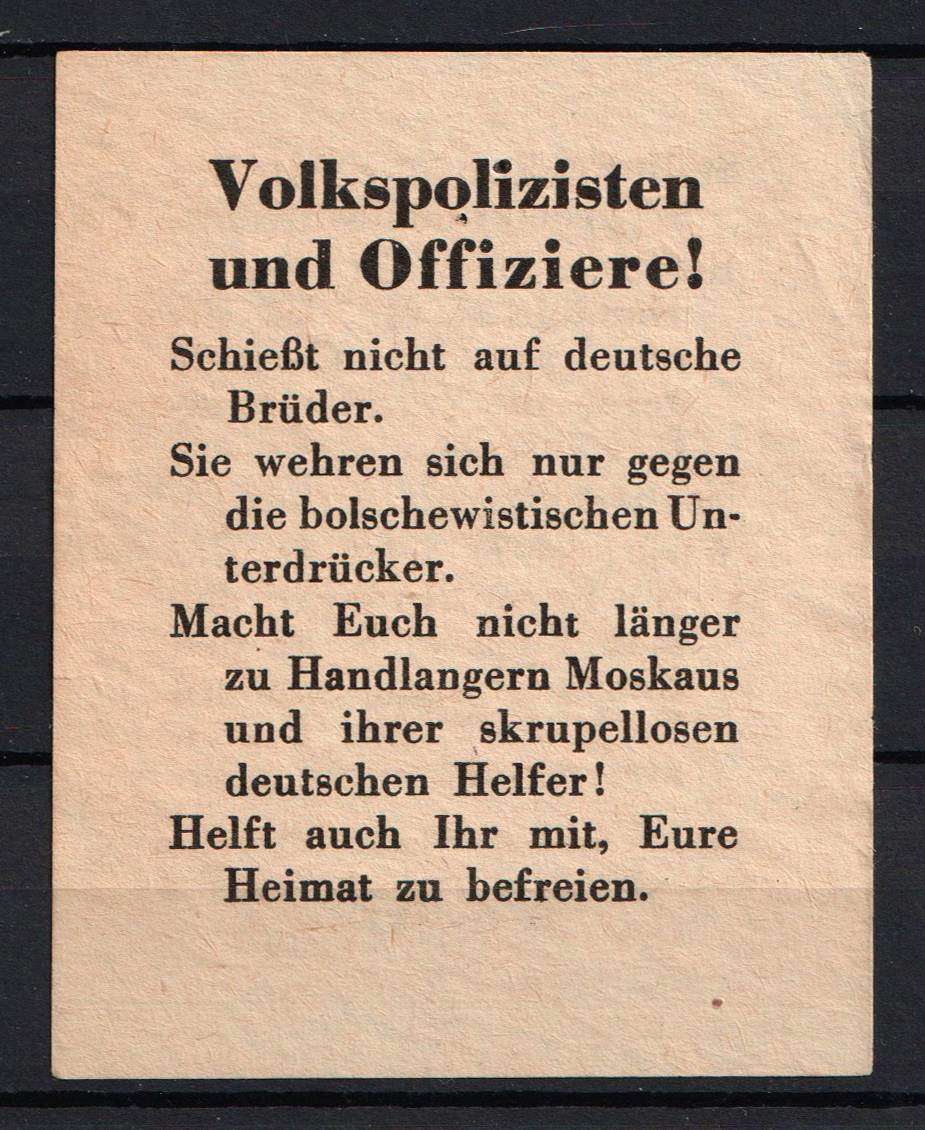 Volkspolizisten
und Offiziere!
Schießt nicht auf deutsche
Brüder.
Sie wehren sich nur gegen
die bolschewistischen Un-
terdrücker.
Macht Euch nicht länger
zu Handlangern Moskaus
und ihrer skrupellosen
deutschen Helfer!
Helft auch Ihr mit, Eure
Heimat zu befreien.